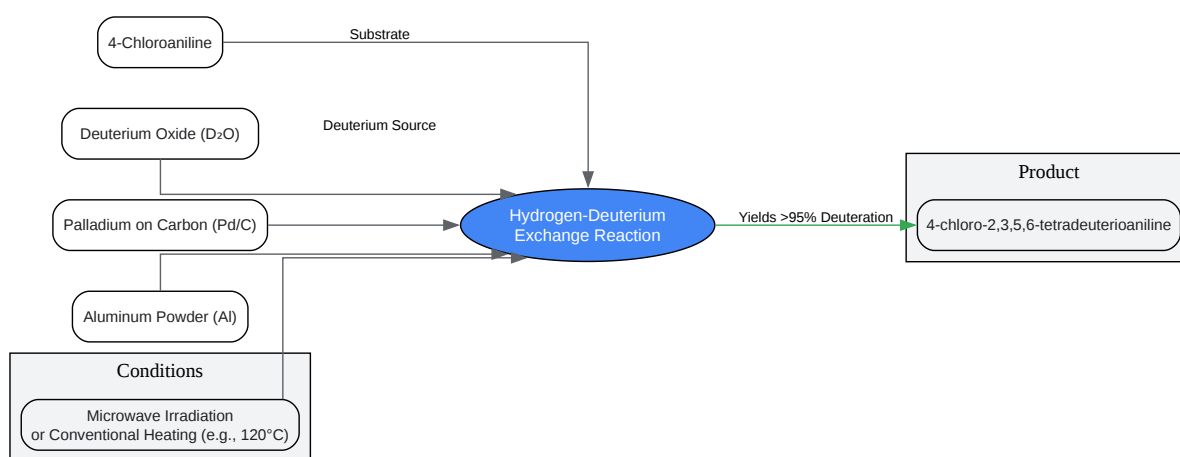 4-Chloroaniline
Substrate
Deuterium Oxide (D₂O)
Deuterium Source
Palladium on Carbon (Pd/C)
Aluminum Powder (Al)
Conditions
Microwave Irradiation
or Conventional Heating (e.g., 120°C)
Hydrogen-Deuterium
Exchange Reaction
Yields >95% Deuteration
Product
4-chloro-2,3,5,6-tetradeuterioaniline